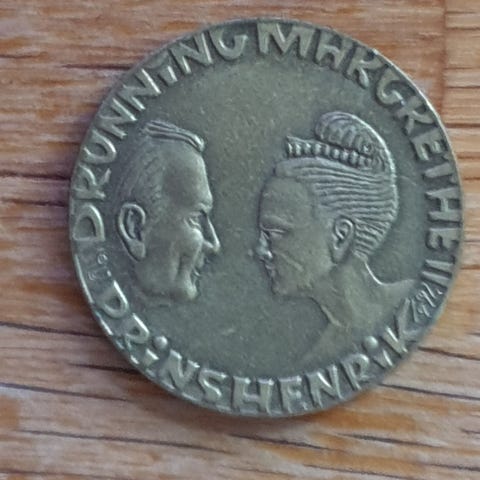 DRONNING MARGRETHE II
PRINS HENRIK